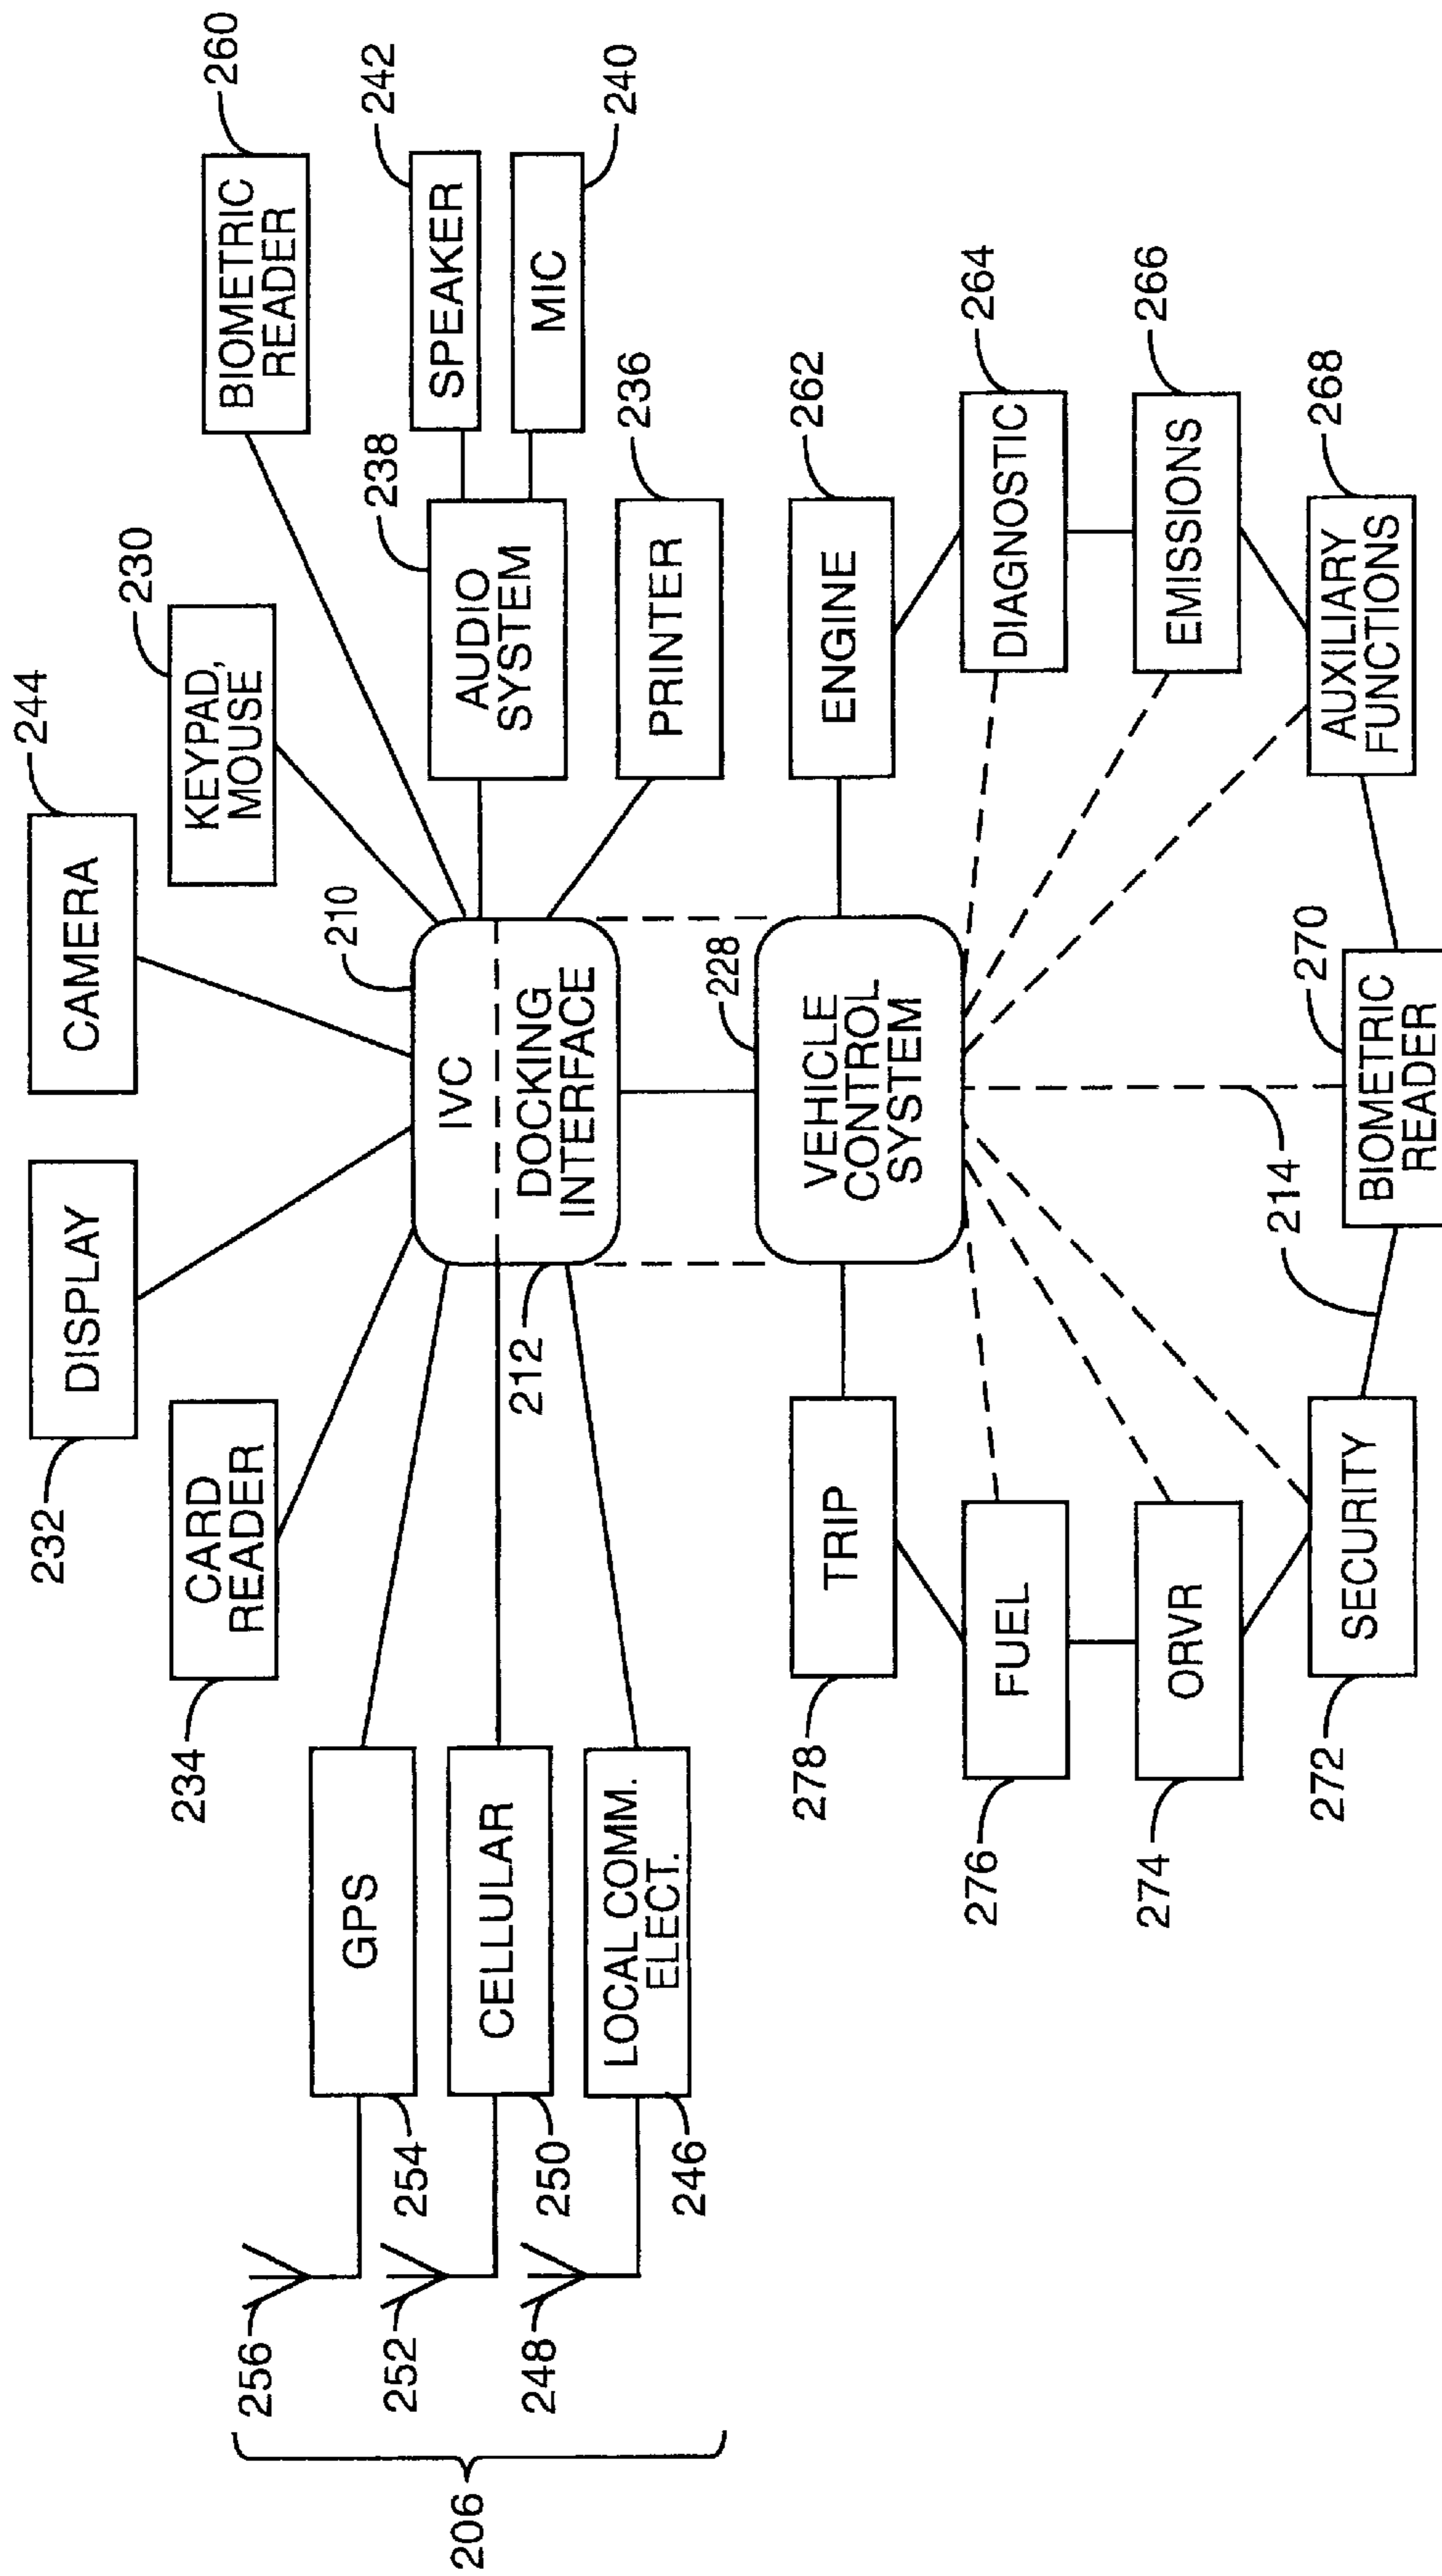 244
CAMERA
DISPLAY
232
230
KEYPAD,
MOUSE
CARD
READER
234
260
BIOMETRIC
READER
210
IVC
DOCKING
INTERFACE
212
GPS
254
256
CELLULAR
250
252
LOCAL COMM.
ELECT.
246
248
206
242
SPEAKER
MIC
240
238
AUDIO
SYSTEM
PRINTER
236
228
VEHICLE
CONTROL
SYSTEM
ENGINE
262
TRIP
278
DIAGNOSTIC
264
FUEL
276
EMISSIONS
266
ORVR
274
AUXILIARY
FUNCTIONS
268
SECURITY
272
BIOMETRIC
READER
270
214